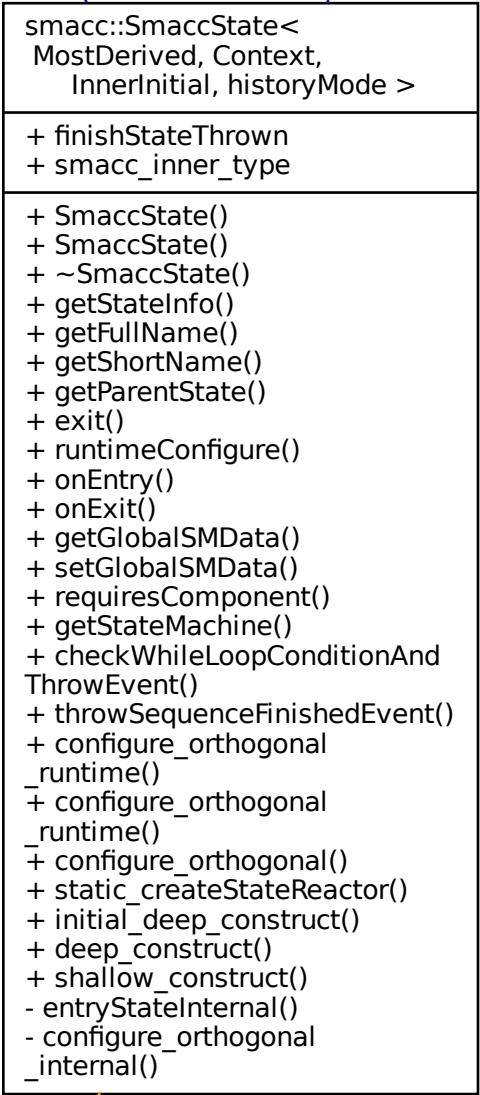 smacc::SmaccState<
MostDerived, Context,
InnerInitial, historyMode >
+ finishStateThrown
+ smacc_inner_type
+ SmaccState()
+ SmaccState()
+ ~SmaccState()
+ getStateInfo()
+ getFullName()
+ getShortName()
+ getParentState()
+ exit()
+ runtimeConfigure()
+ onEntry()
+ onExit()
+ getGlobalSMData()
+ setGlobalSMData()
+ requiresComponent()
+ getStateMachine()
+ checkWhileLoopConditionAnd
ThrowEvent()
+ throwSequenceFinishedEvent()
+ configure_orthogonal
_runtime()
+ configure_orthogonal
_runtime()
+ configure_orthogonal()
+ static_createStateReactor()
+ initial_deep_construct()
+ deep_construct()
+ shallow_construct()
- entryStateInternal()
- configure_orthogonal
_internal()